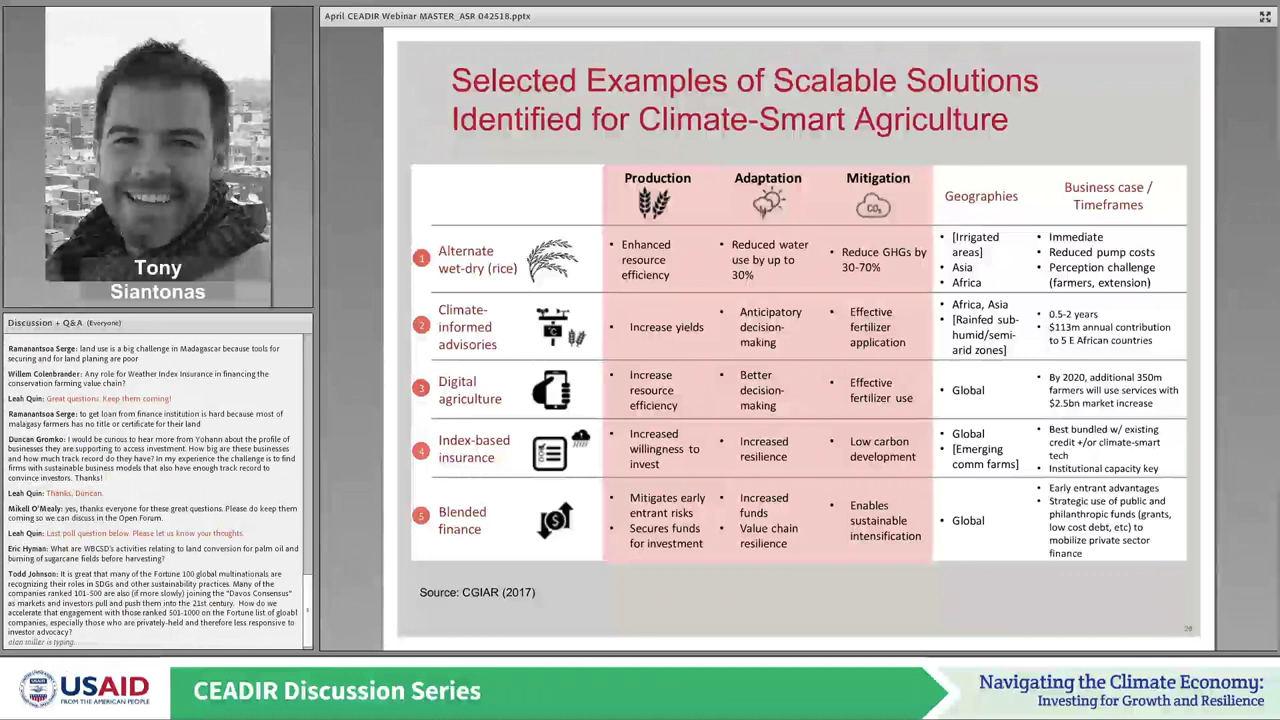 April CEADIR Webinar MASTER_ASR 042518.pptx
Tony
Siantonas
Discussion + Q&A (Everyone)
Ramanantsoa Serge: land use is a big challenge in Madagascar because tools for
securing and for land planing are poor
Willem Colenbrander: Any role for Weather Index Insurance in financing the
conservation farming value chain?
Leah Quin: Great questions. Keep them coming!
Ramanantsoa Serge: to get loan from finance institution is hard because most of
malagasy farmers has no title or certificate for their land
Duncan Gromko: I would be curious to hear more from Yohann about the profile of
businesses they are supporting to access investment. How big are these businesses
and how much track record do they have? In my experience the challenge is to find
firms with sustainable business models that also have enough track record to
convince investors. Thanks!
Leah Quin: Thanks, Duncan.
Mikell O'Mealy: yes, thanks everyone for these great questions. Please do keep them
coming so we can discuss in the Open Forum.
Leah Quin: Last poll question below. Please let us know your thoughts.
Eric Hyman: What are WBCSD's activities relating to land conversion for palm oil and
burning of sugarcane fields before harvesting?
Todd Johnson: It is great that many of the Fortune 100 global multinationals are
recognizing their roles in SDGs and other sustainability practices. Many of the
companies ranked 101-500 are also (if more slowly) joining the "Davos Consensus"
as markets and investors pull and push them into the 21st century. How do we
accelerate that engagement with those ranked 501-1000 on the Fortune list of gloabl
companies, especially those who are privately-held and therefore less responsive to
investor advocacy?
alan miller is typing...
Selected Examples of Scalable Solutions
Identified for Climate-Smart Agriculture
Production
Adaptation
Mitigation
CO₂
Geographies
Business case /
Timeframes
1
Alternate
wet-dry (rice)
• Enhanced
resource
efficiency
• Reduced water
use by up to
30%
• Reduce GHGs by
30-70%
• [Irrigated
areas]
• Asia
• Africa
• Immediate
• Reduced pump costs
• Perception challenge
(farmers, extension)
2
Climate-
informed
advisories
°C
• Increase yields
• Anticipatory
decision-
making
• Effective
fertilizer
application
• Africa, Asia
• [Rainfed sub-
humid/semi-
arid zones]
• 0.5-2 years
• $113m annual contribution
to 5 E African countries
3
Digital
agriculture
• Increase
resource
efficiency
• Better
decision-
making
• Effective
fertilizer use
• Global
• By 2020, additional 350m
farmers will use services with
$2.5bn market increase
4
Index-based
insurance
• Increased
willingness to
invest
• Increased
resilience
• Low carbon
development
• Global
• [Emerging
comm farms]
• Best bundled w/ existing
credit +/or climate-smart
tech
• Institutional capacity key
5
Blended
finance
$
• Mitigates early
entrant risks
• Secures funds
for investment
• Increased
funds
• Value chain
resilience
• Enables
sustainable
intensification
• Global
• Early entrant advantages
• Strategic use of public and
philanthropic funds (grants,
low cost debt, etc) to
mobilize private sector
finance
Source: CGIAR (2017)
USAID
FROM THE AMERICAN PEOPLE
CEADIR Discussion Series
Navigating the Climate Economy:
Investing for Growth and Resilience